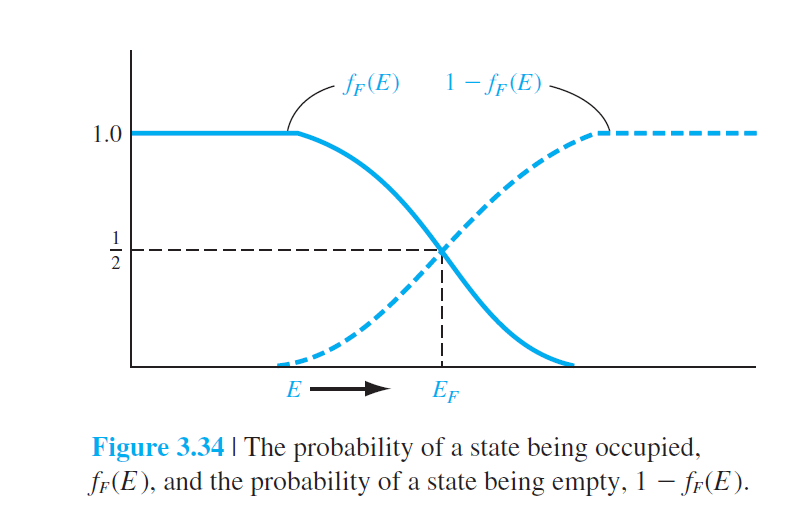 f_F(E) 1 − f_F(E)
1.0
1
2
E E_F
Figure 3.34 | The probability of a state being occupied,
f_F(E), and the probability of a state being empty, 1 − f_F(E).